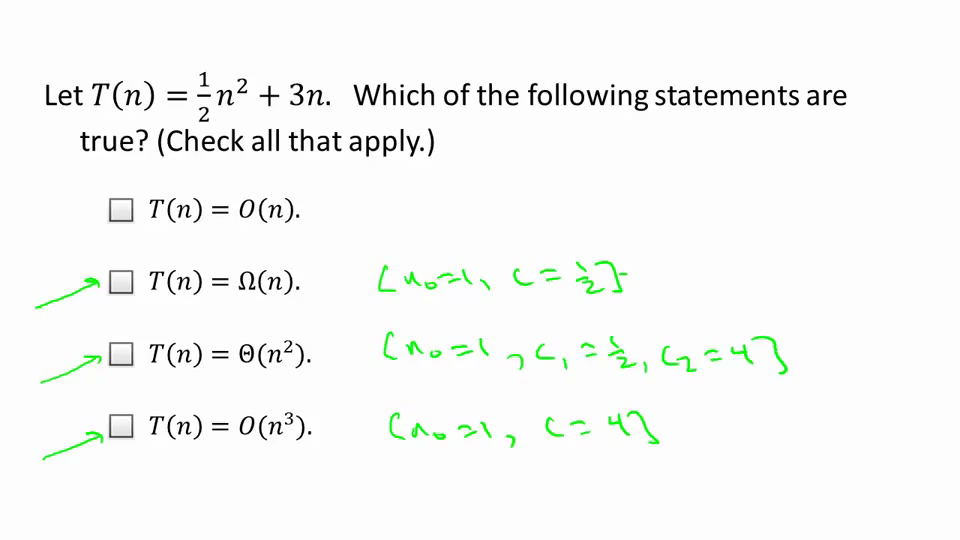 Let T(n) = ½n² + 3n. Which of the following statements are
true? (Check all that apply.)
T(n) = O(n).
T(n) = Ω(n). [n₀=1, c = ½]
T(n) = Θ(n²). [n₀=1, c₁ = ½, c₂ = 4]
T(n) = O(n³). [n₀=1, c = 4]